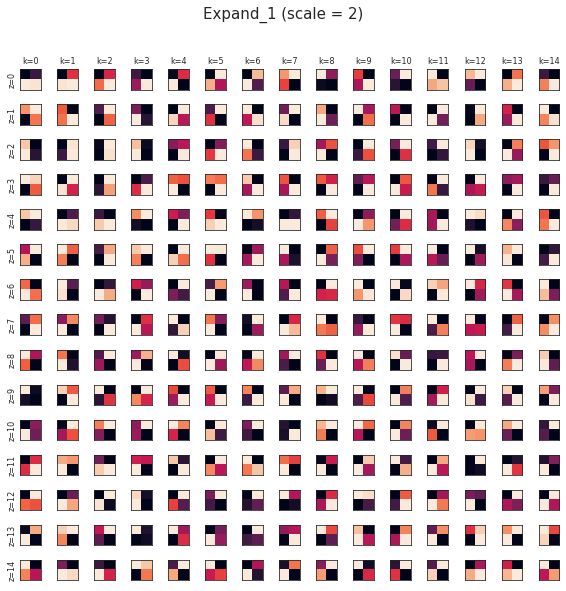 Expand_1 (scale = 2)
k=0 k=1 k=2 k=3 k=4 k=5 k=6 k=7 k=8 k=9 k=10 k=11 k=12 k=13 k=14
z=0
z=1
z=2
z=3
z=4
z=5
z=6
z=7
z=8
z=9
z=10
z=11
z=12
z=13
z=14